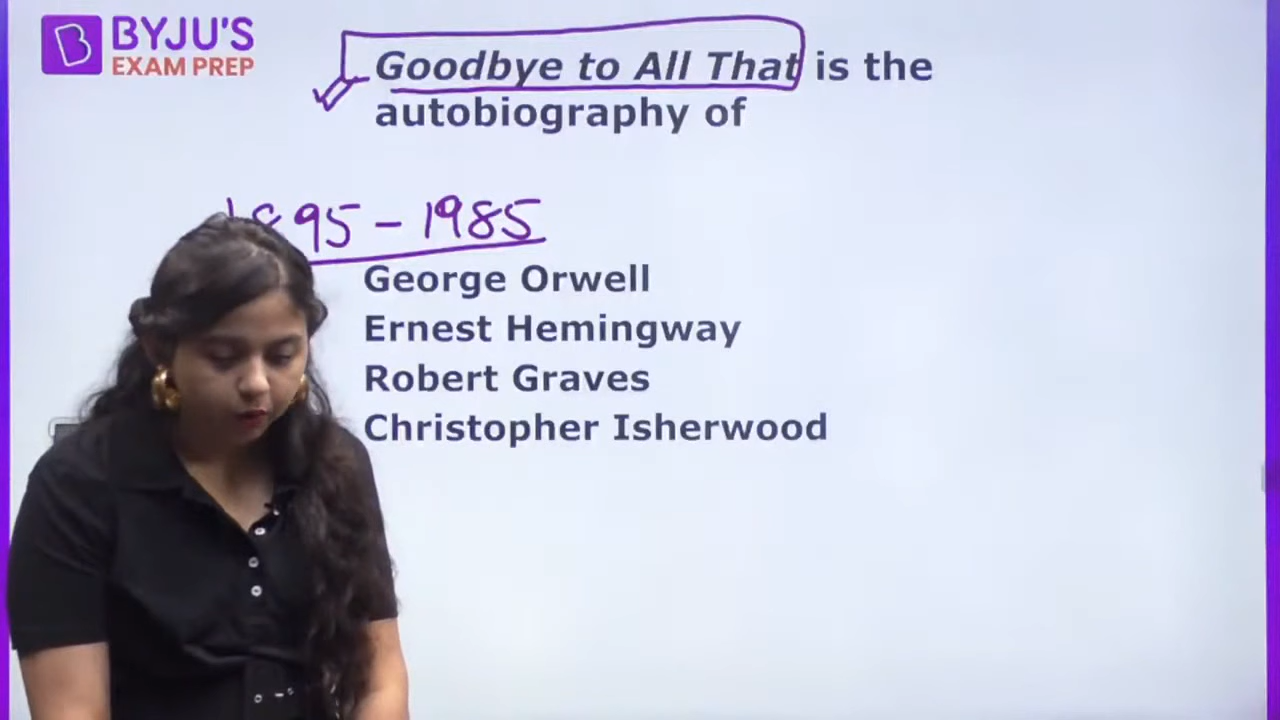 BYJU'S
EXAM PREP
Goodbye to All That is the
autobiography of
1895 - 1985
George Orwell
Ernest Hemingway
Robert Graves
Christopher Isherwood